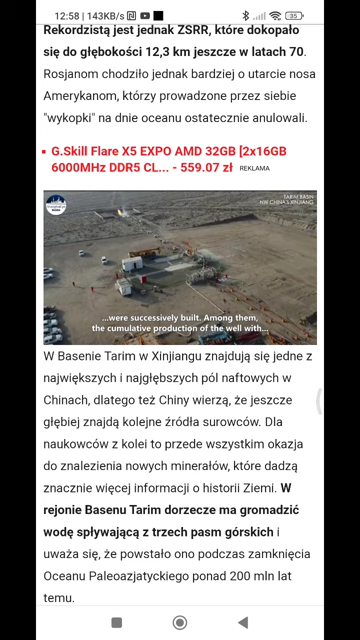 12:58 | 143KB/s
35
Rekordzistą jest jednak ZSRR, które dokopało
się do głębokości 12,3 km jeszcze w latach 70.
Rosjanom chodziło jednak bardziej o utarcie nosa
Amerykanom, którzy prowadzone przez siebie
"wykopki" na dnie oceanu ostatecznie anulowali.
G.Skill Flare X5 EXPO AMD 32GB [2x16GB
6000MHz DDR5 CL... - 559.07 zł REKLAMA
TARIM BASIN
NW CHINA'S XINJIANG
...were successively built. Among them,
the cumulative production of the well with...
W Basenie Tarim w Xinjiangu znajdują się jedne z
największych i najgłębszych pól naftowych w
Chinach, dlatego też Chiny wierzą, że jeszcze
głębiej znajdą kolejne źródła surowców. Dla
naukowców z kolei to przede wszystkim okazja
do znalezienia nowych minerałów, które dadzą
znacznie więcej informacji o historii Ziemi. W
rejonie Basenu Tarim dorzecze ma gromadzić
wodę spływającą z trzech pasm górskich i
uważa się, że powstało ono podczas zamknięcia
Oceanu Paleoazjatyckiego ponad 200 mln lat
temu.